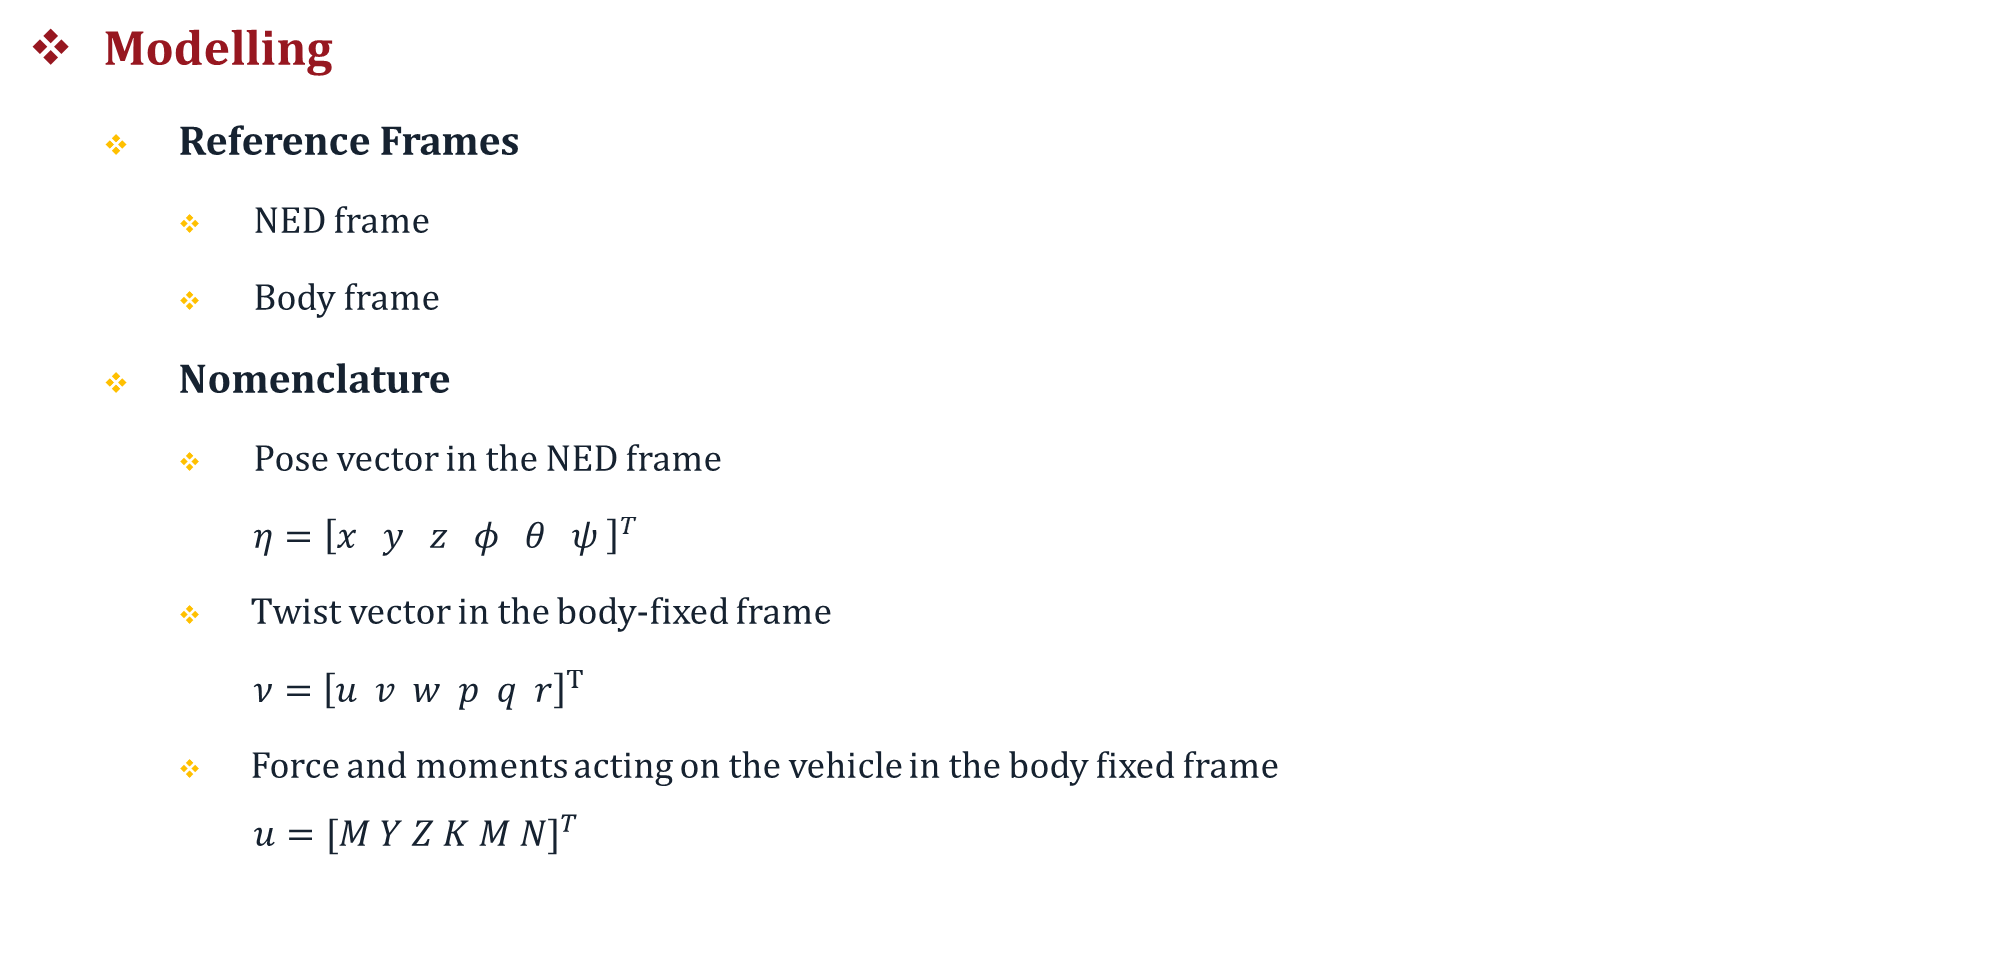 ❖ Modelling
❖ Reference Frames
❖ NED frame
❖ Body frame
❖ Nomenclature
❖ Pose vector in the NED frame
η = [x y z ϕ θ ψ ]^T
❖ Twist vector in the body-fixed frame
ν = [u v w p q r]^T
❖ Force and moments acting on the vehicle in the body fixed frame
u = [M Y Z K M N]^T